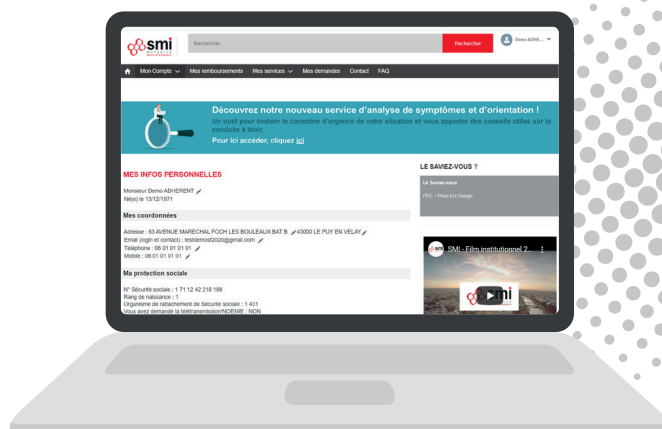 smi
MUTUELLE
Rechercher
Rechercher
Demo ADHE...
Mon Compte
Mes remboursements
Mes services
Mes demandes
Contact
FAQ
Découvrez notre nouveau service d'analyse de symptômes et d'orientation !
Un outil pour évaluer le caractère d'urgence de votre situation et vous apporter des conseils utiles sur la
conduite à tenir.
Pour ici accéder, cliquez ici
MES INFOS PERSONNELLES
Monsieur Demo ADHERENT
Né(e) le 13/12/1971
Mes coordonnées
Adresse : 63 AVENUE MARECHAL FOCH LES BOULEAUX BAT B 43000 LE PUY EN VELAY
Email (login et contact) : testdemosf2020@gmail.com
Téléphone : 06 01 01 01 01
Mobile : 06 01 01 01 01
Ma protection sociale
N° Sécurité sociale : 1 71 12 42 218 188
Rang de naissance : 1
Organisme de rattachement de Sécurité sociale : 1 431
Vous avez demandé la télétransmission/NOEMIE : NON
LE SAVIEZ-VOUS ?
Le Saviez-vous
PEC = Prise En Charge
smi
SMI - Film institutionnel 2...
smi